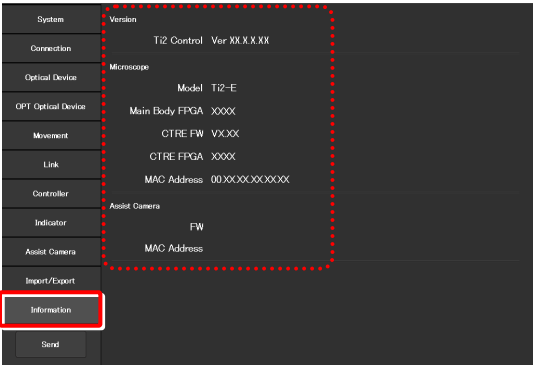 System
Connection
Optical Device
OPT Optical Device
Movement
Link
Controller
Indicator
Assist Camera
Import/Export
Information
Send
Version
Ti2 Control Ver XX.X.X.XX
Microscope
Model Ti2-E
Main Body FPGA XXXX
CTRE FW VX.XX
CTRE FPGA XXXX
MAC Address 00.XX.XX.XX.XX.XX
Assist Camera
FW
MAC Address